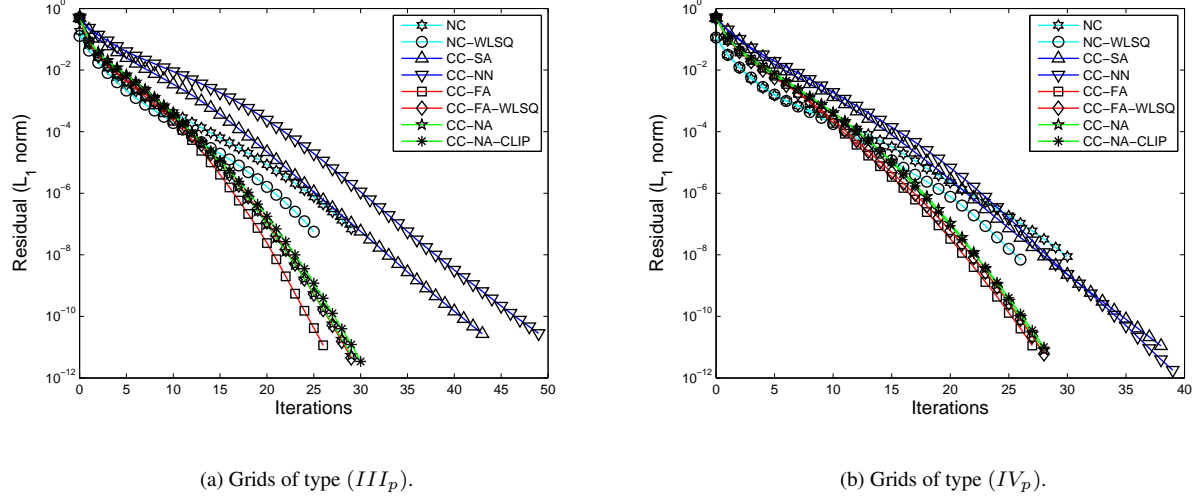 10^0
10^−2
10^−4
10^−6
10^−8
10^−10
10^−12
Residual (L_1 norm)
0 5 10 15 20 25 30 35 40 45 50
Iterations
NC
NC−WLSQ
CC−SA
CC−NN
CC−FA
CC−FA−WLSQ
CC−NA
CC−NA−CLIP
(a) Grids of type (III_p).
10^0
10^−2
10^−4
10^−6
10^−8
10^−10
10^−12
Residual (L_1 norm)
0 5 10 15 20 25 30 35 40
Iterations
NC
NC−WLSQ
CC−SA
CC−NN
CC−FA
CC−FA−WLSQ
CC−NA
CC−NA−CLIP
(b) Grids of type (IV_p).